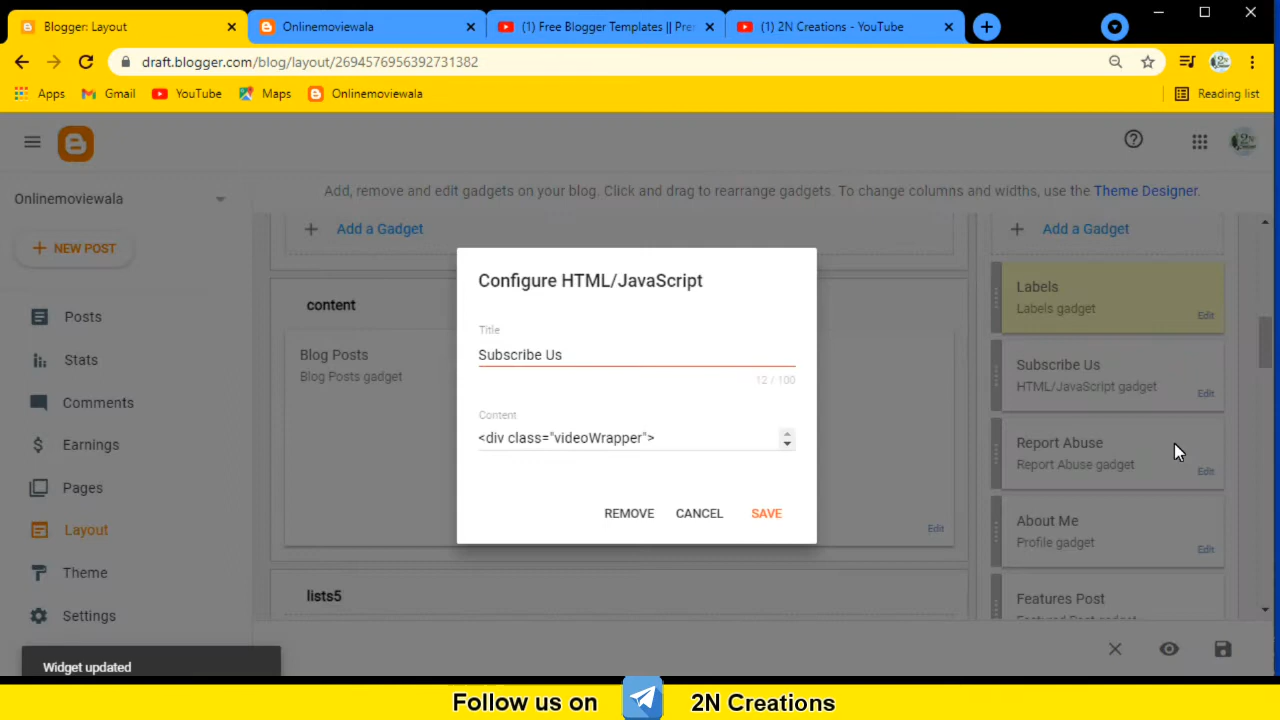 Blogger: Layout
Onlinemoviewala
(1) Free Blogger Templates || Pre
(1) 2N Creations - YouTube
draft.blogger.com/blog/layout/2694576956392731382
Apps
Gmail
YouTube
Maps
Onlinemoviewala
Reading list
Add, remove and edit gadgets on your blog. Click and drag to rearrange gadgets. To change columns and widths, use the Theme Designer.
Onlinemoviewala
NEW POST
Posts
Stats
Comments
Earnings
Pages
Layout
Theme
Settings
Add a Gadget
content
Blog Posts
Blog Posts gadget
Edit
lists5
Configure HTML/JavaScript
Title
Subscribe Us
12 / 100
Content
<div class="videoWrapper">
REMOVE
CANCEL
SAVE
Add a Gadget
Labels
Labels gadget
Edit
Subscribe Us
HTML/JavaScript gadget
Edit
Report Abuse
Report Abuse gadget
Edit
About Me
Profile gadget
Edit
Features Post
Featured Post gadget
Widget updated
Follow us on
2N Creations